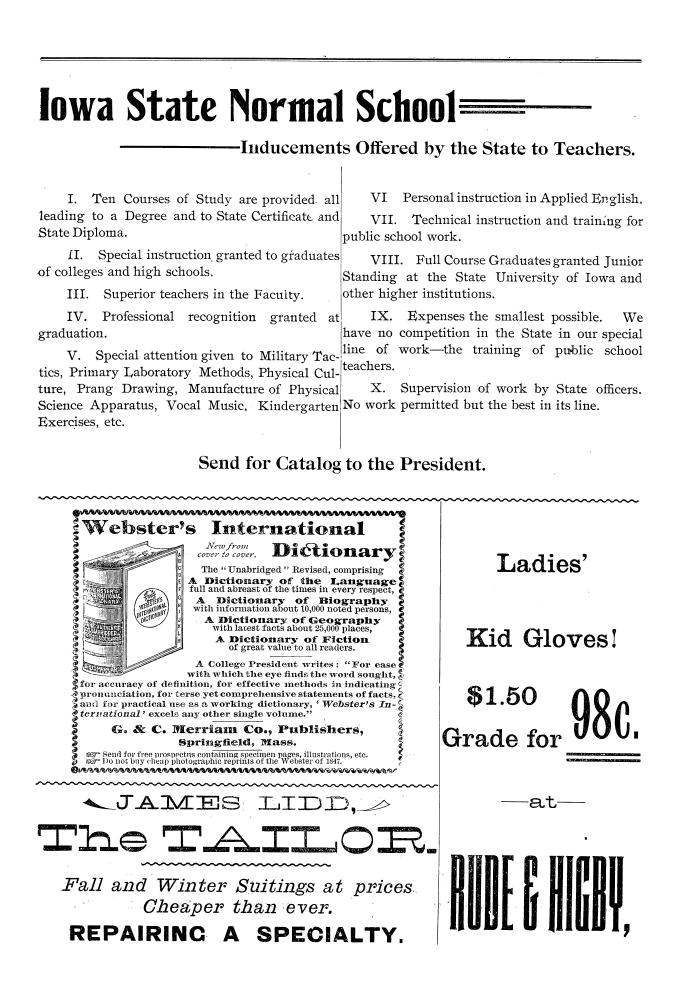 Iowa State Normal School
Inducements Offered by the State to Teachers.
I. Ten Courses of Study are provided all
leading to a Degree and to State Certificate and
State Diploma.
II. Special instruction granted to graduates
of colleges and high schools.
III. Superior teachers in the Faculty.
IV. Professional recognition granted at
graduation.
V. Special attention given to Military Tac-
tics, Primary Laboratory Methods, Physical Cul-
ture, Prang Drawing, Manufacture of Physical
Science Apparatus, Vocal Music, Kindergarten
Exercises, etc.
VI Personal instruction in Applied English.
VII. Technical instruction and training for
public school work.
VIII. Full Course Graduates granted Junior
Standing at the State University of Iowa and
other higher institutions.
IX. Expenses the smallest possible. We
have no competition in the State in our special
line of work—the training of public school
teachers.
X. Supervision of work by State officers.
No work permitted but the best in its line.
Send for Catalog to the President.
Webster's International
New from
cover to cover.
Dictionary
WEBSTER'S
INTERNATIONAL
DICTIONARY
The "Unabridged" Revised, comprising
A Dictionary of the Language
full and abreast of the times in every respect,
A Dictionary of Biography
with information about 10,000 noted persons,
A Dictionary of Geography
with latest facts about 25,000 places,
A Dictionary of Fiction
of great value to all readers.
A College President writes: "For ease
with which the eye finds the word sought,
for accuracy of definition, for effective methods in indicating
pronunciation, for terse yet comprehensive statements of facts,
and for practical use as a working dictionary, 'Webster's In-
ternational' excels any other single volume."
G. & C. Merriam Co., Publishers,
Springfield, Mass.
☞ Send for free prospectus containing specimen pages, illustrations, etc.
☞ Do not buy cheap photographic reprints of the Webster of 1847.
JAMES LIDD,
The TAILOR.
Fall and Winter Suitings at prices
Cheaper than ever.
REPAIRING A SPECIALTY.
Ladies'
Kid Gloves!
$1.50
Grade for
98c.
—at—
RUDE & HIGBY,